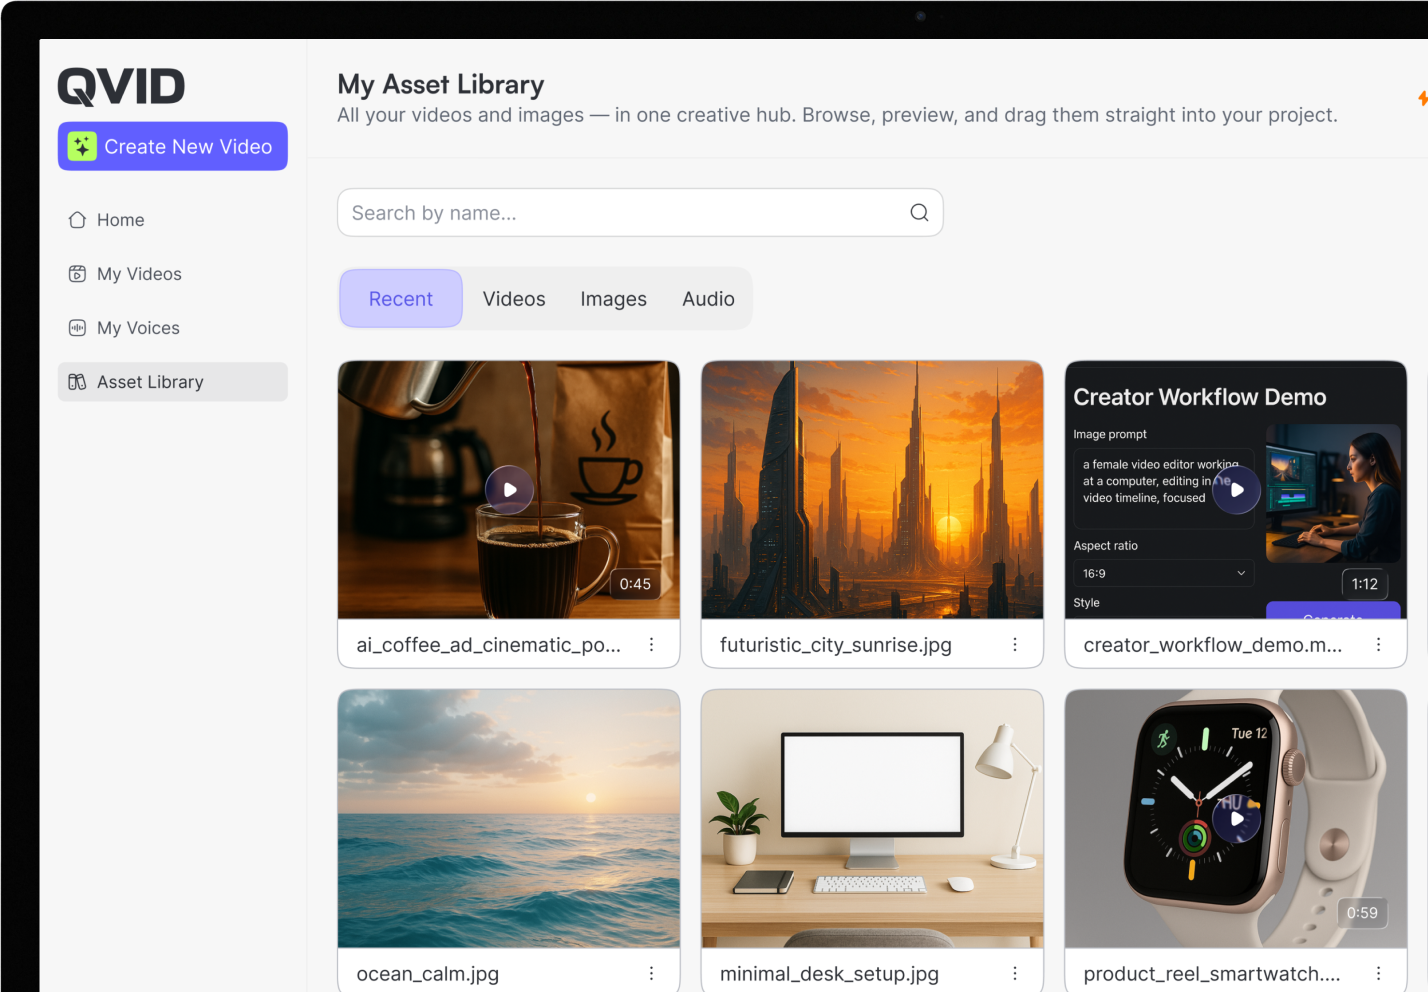 QVID
Create New Video
Home
My Videos
My Voices
Asset Library
My Asset Library
All your videos and images — in one creative hub. Browse, preview, and drag them straight into your project.
Search by name...
Recent
Videos
Images
Audio
0:45
ai_coffee_ad_cinematic_po...
futuristic_city_sunrise.jpg
Creator Workflow Demo
Image prompt
a female video editor working
at a computer, editing in
video timeline, focused
Aspect ratio
16:9
Style
Generate
1:12
creator_workflow_demo.m...
ocean_calm.jpg
minimal_desk_setup.jpg
Tue 12
THU
0:59
product_reel_smartwatch....